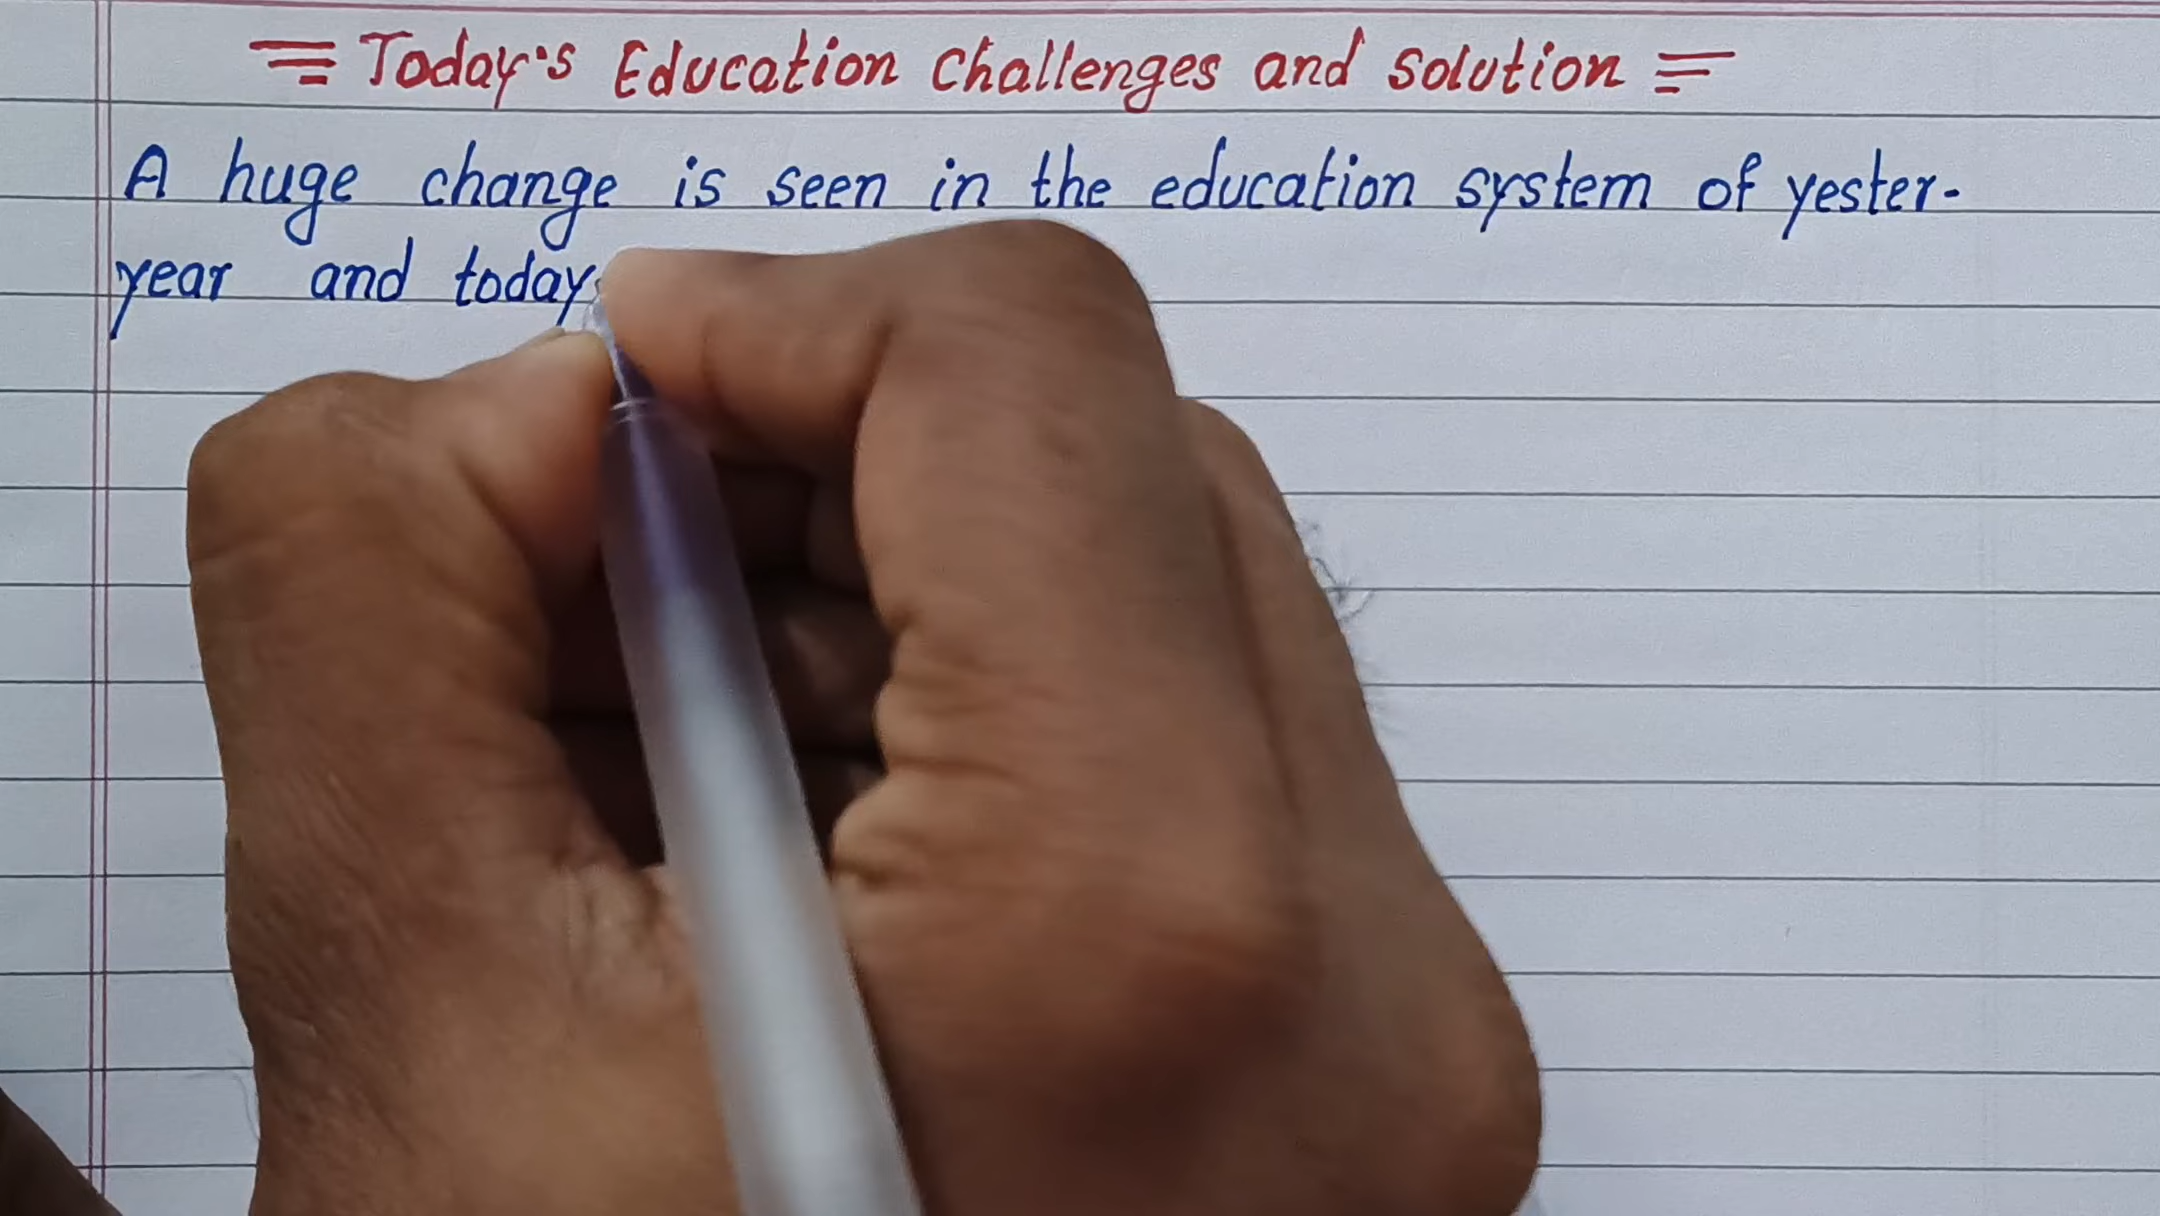 Today's Education Challenges and Solution
A huge change is seen in the education system of yester-
year and today